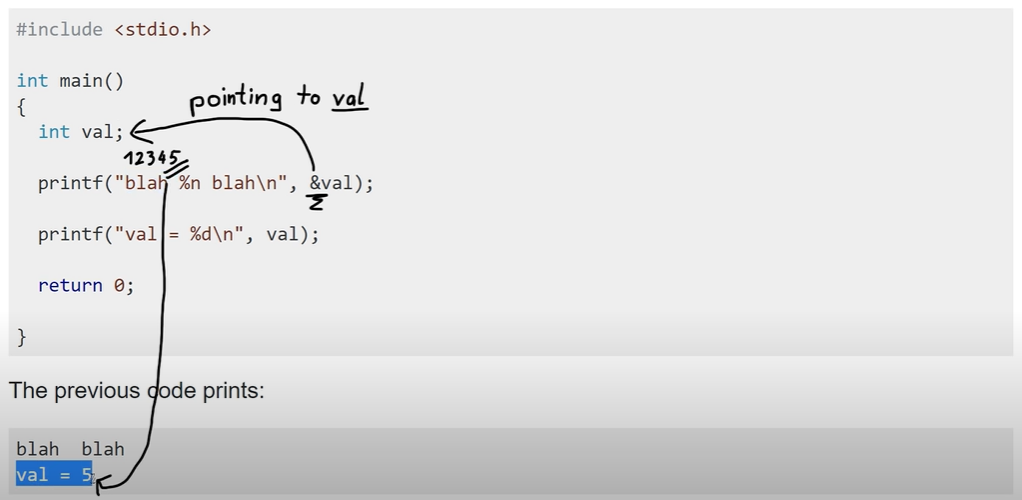 #include <stdio.h>
int main()
{
pointing to val
int val;
12345
printf("blah %n blah\n", &val);
printf("val = %d\n", val);
return 0;
}
The previous code prints:
blah  blah
val = 5